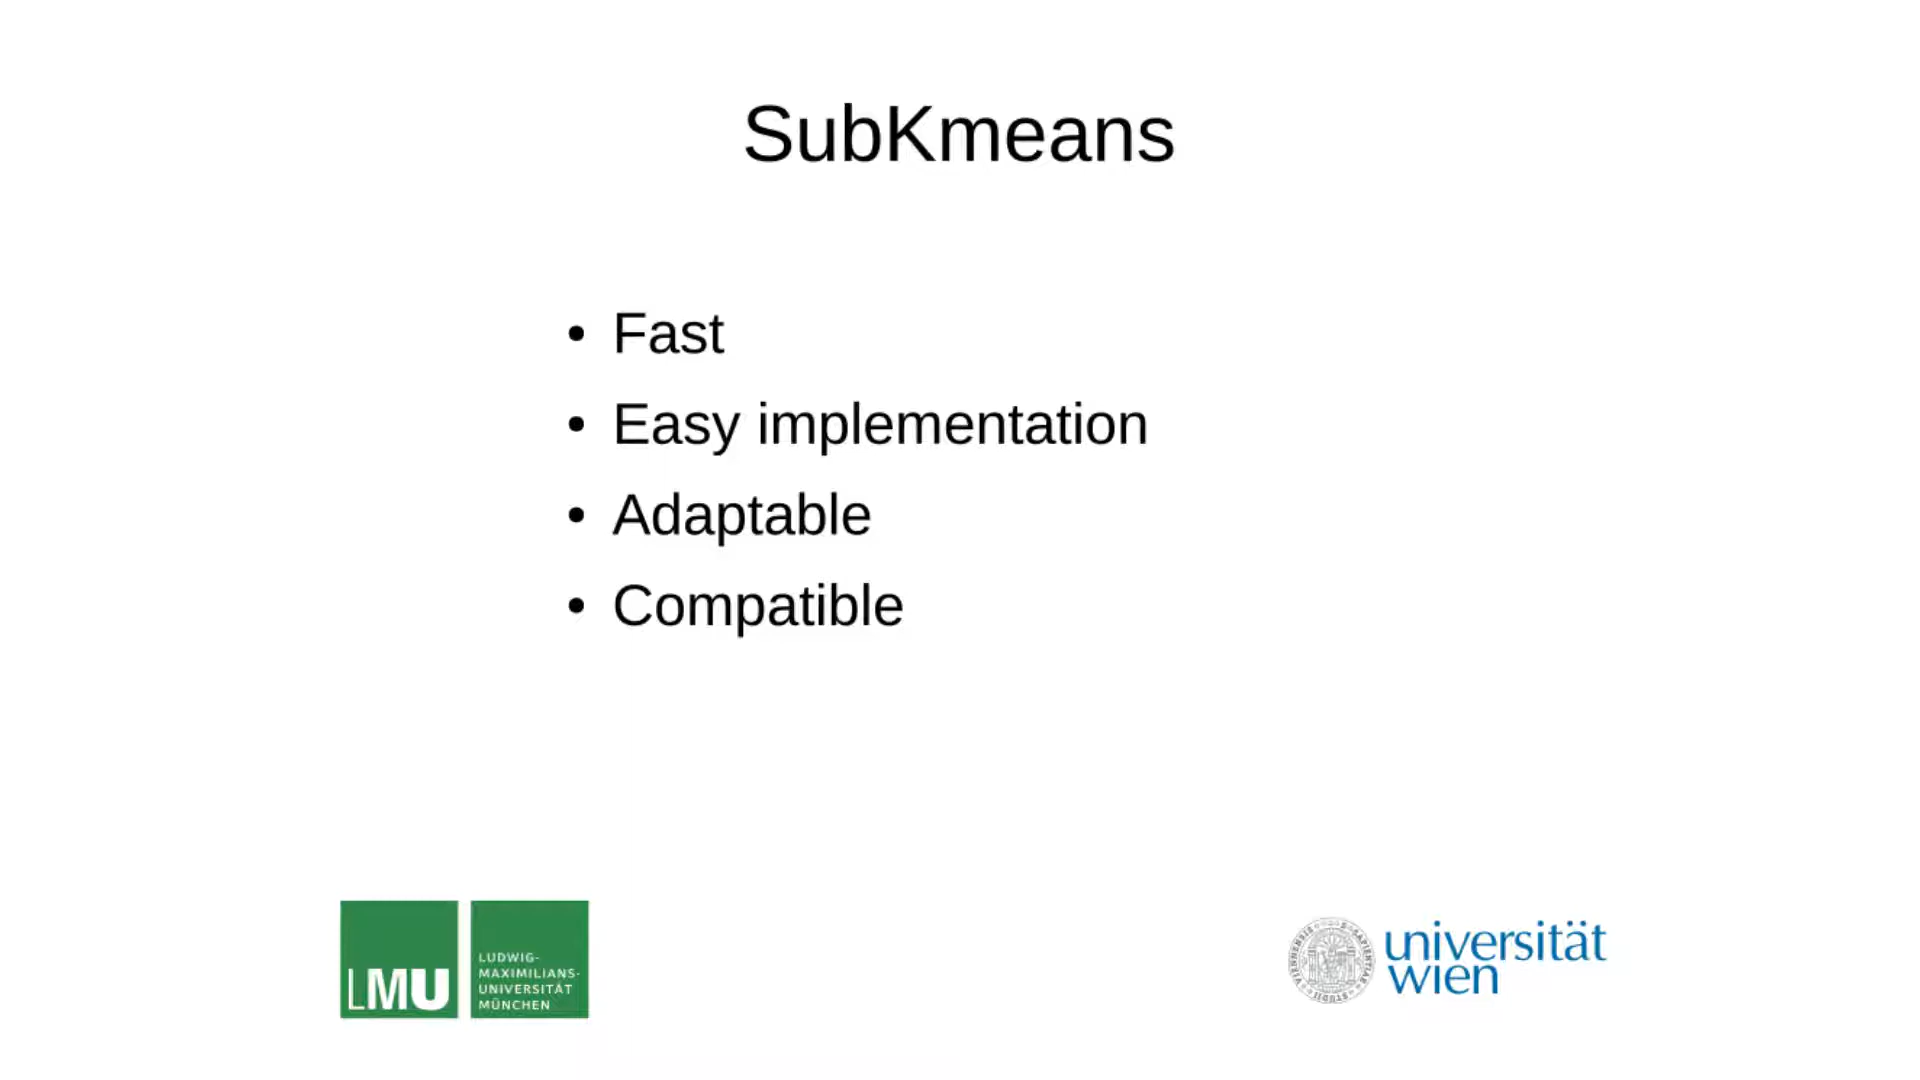 SubKmeans
• Fast
• Easy implementation
• Adaptable
• Compatible
LMU
LUDWIG-
MAXIMILIANS-
UNIVERSITÄT
MÜNCHEN
universität
wien